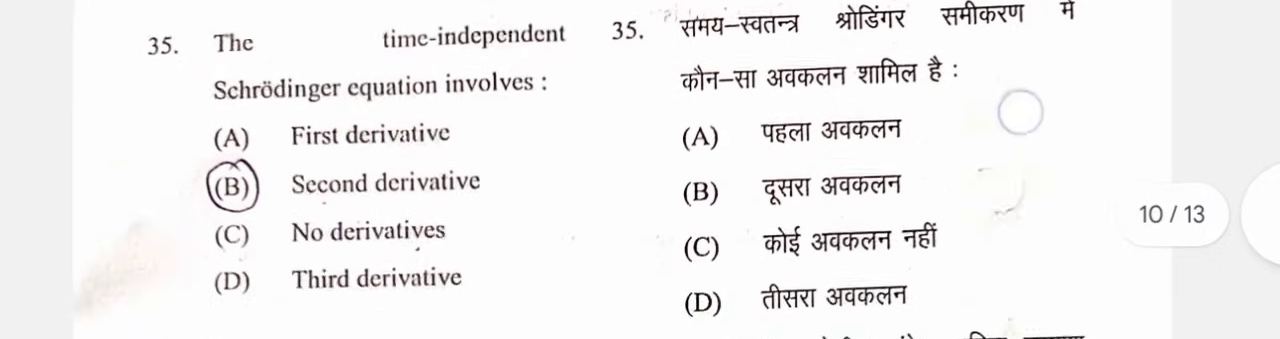 35. The time-independent
Schrödinger equation involves :
(A) First derivative
(B) Second derivative
(C) No derivatives
(D) Third derivative
35. समय–स्वतन्त्र श्रोडिंगर समीकरण में
कौन–सा अवकलन शामिल है :
(A) पहला अवकलन
(B) दूसरा अवकलन
(C) कोई अवकलन नहीं
(D) तीसरा अवकलन
10 / 13